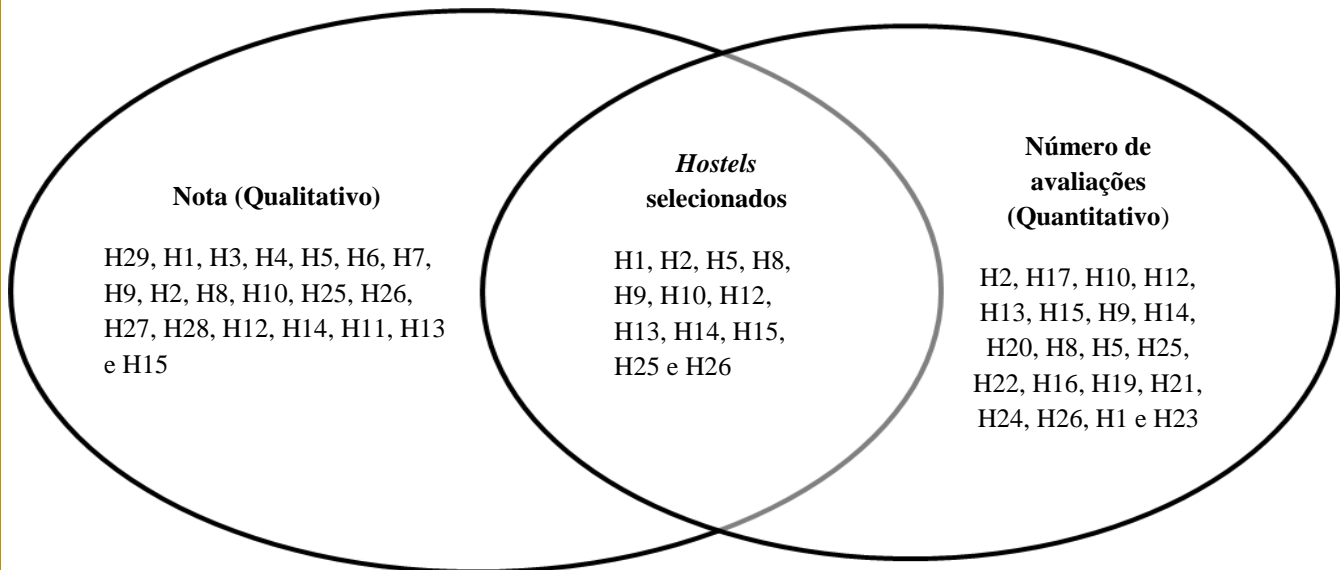 Nota (Qualitativo)
H29, H1, H3, H4, H5, H6, H7,
H9, H2, H8, H10, H25, H26,
H27, H28, H12, H14, H11, H13
e H15
Hostels
selecionados
H1, H2, H5, H8,
H9, H10, H12,
H13, H14, H15,
H25 e H26
Número de
avaliações
(Quantitativo)
H2, H17, H10, H12,
H13, H15, H9, H14,
H20, H8, H5, H25,
H22, H16, H19, H21,
H24, H26, H1 e H23